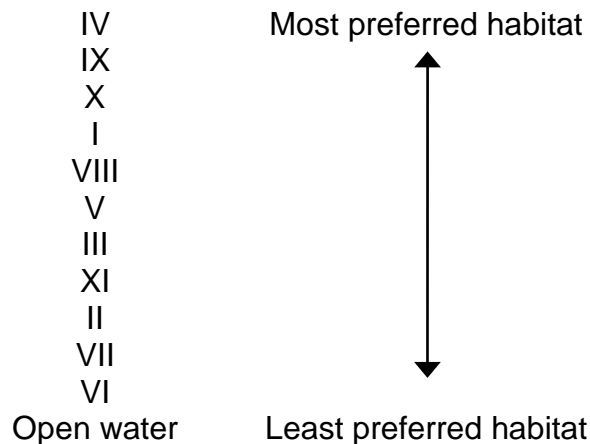 IV Most preferred habitat
IX
X
I
VIII
V
III
XI
II
VII
VI
Open water Least preferred habitat